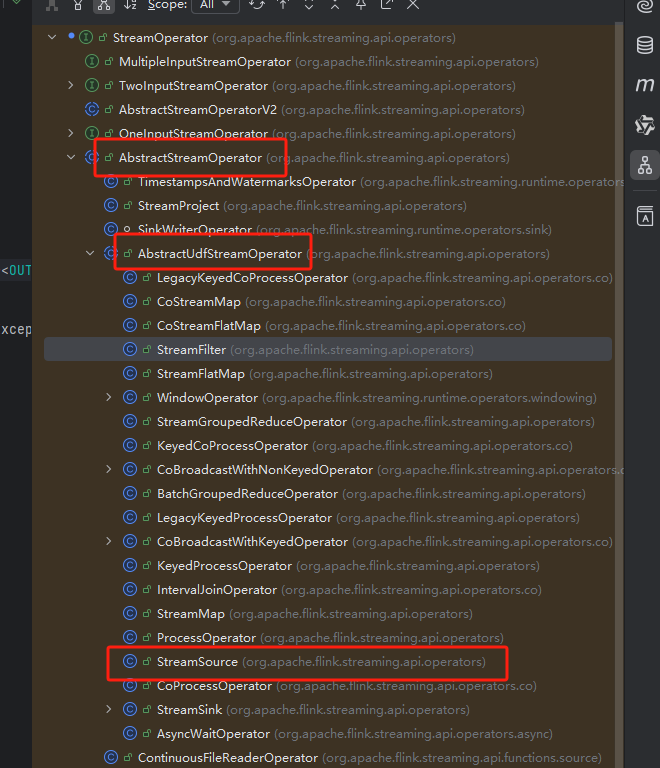 Scope: All
StreamOperator (org.apache.flink.streaming.api.operators)
MultipleInputStreamOperator (org.apache.flink.streaming.api.operators)
TwoInputStreamOperator (org.apache.flink.streaming.api.operators)
AbstractStreamOperatorV2 (org.apache.flink.streaming.api.operators)
OneInputStreamOperator (org.apache.flink.streaming.api.operators)
AbstractStreamOperator (org.apache.flink.streaming.api.operators)
TimestampsAndWatermarksOperator (org.apache.flink.streaming.runtime.operators
StreamProject (org.apache.flink.streaming.api.operators)
SinkWriterOperator (org.apache.flink.streaming.runtime.operators.sink)
AbstractUdfStreamOperator (org.apache.flink.streaming.api.operators)
<OUT
LegacyKeyedCoProcessOperator (org.apache.flink.streaming.api.operators.co)
CoStreamMap (org.apache.flink.streaming.api.operators.co)
xcep
CoStreamFlatMap (org.apache.flink.streaming.api.operators.co)
StreamFilter (org.apache.flink.streaming.api.operators)
StreamFlatMap (org.apache.flink.streaming.api.operators)
WindowOperator (org.apache.flink.streaming.runtime.operators.windowing)
StreamGroupedReduceOperator (org.apache.flink.streaming.api.operators)
KeyedCoProcessOperator (org.apache.flink.streaming.api.operators.co)
CoBroadcastWithNonKeyedOperator (org.apache.flink.streaming.api.operators.c
BatchGroupedReduceOperator (org.apache.flink.streaming.api.operators)
LegacyKeyedProcessOperator (org.apache.flink.streaming.api.operators)
CoBroadcastWithKeyedOperator (org.apache.flink.streaming.api.operators.co)
KeyedProcessOperator (org.apache.flink.streaming.api.operators)
IntervalJoinOperator (org.apache.flink.streaming.api.operators.co)
StreamMap (org.apache.flink.streaming.api.operators)
ProcessOperator (org.apache.flink.streaming.api.operators)
StreamSource (org.apache.flink.streaming.api.operators)
CoProcessOperator (org.apache.flink.streaming.api.operators.co)
StreamSink (org.apache.flink.streaming.api.operators)
AsyncWaitOperator (org.apache.flink.streaming.api.operators.async)
ContinuousFileReaderOperator (org.apache.flink.streaming.api.functions.source)